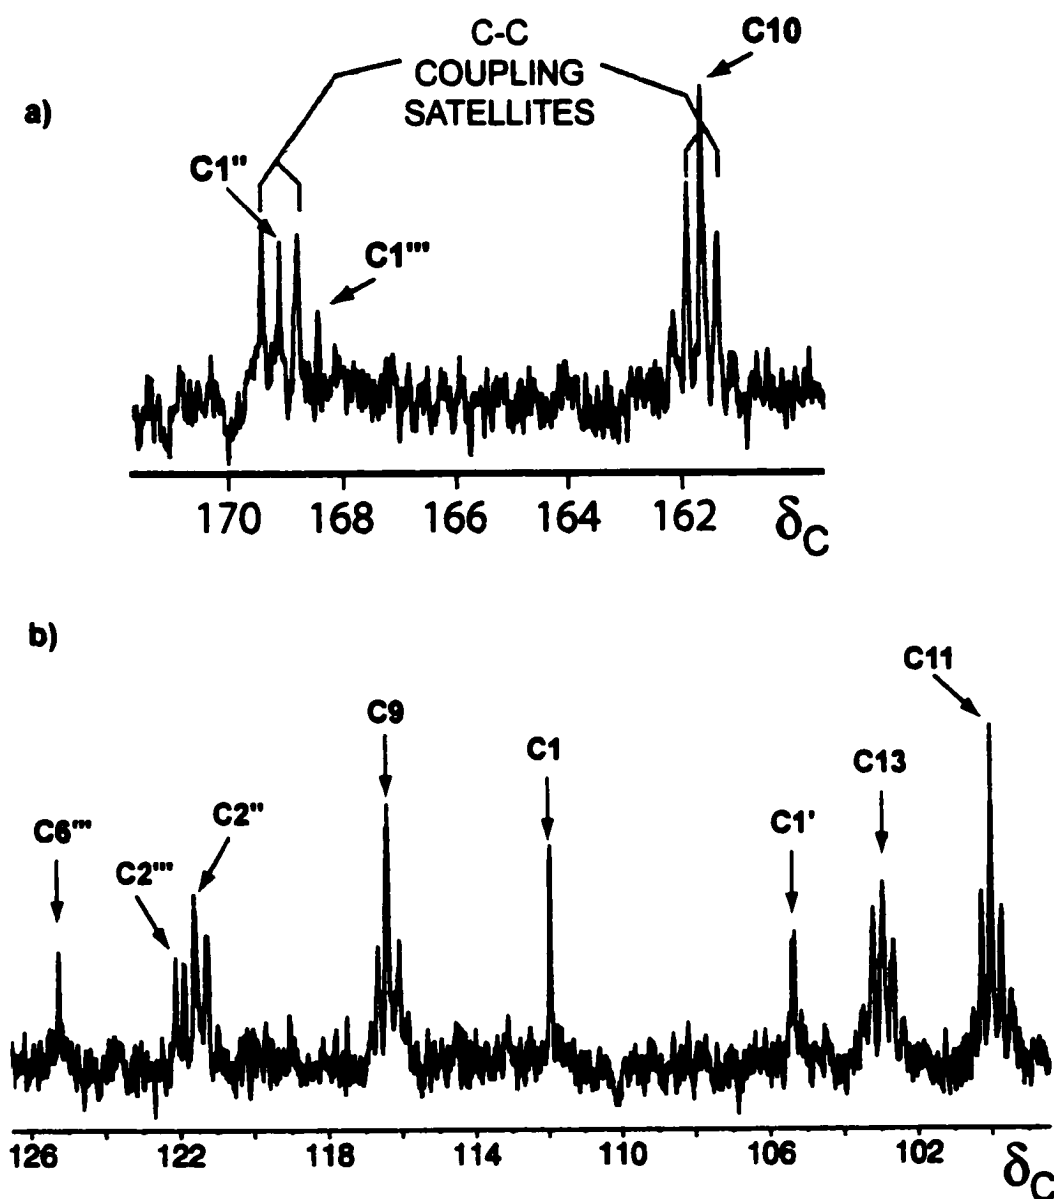 a)
C-C
COUPLING
SATELLITES
C10
C1"
C1'''
170 168 166 164 162 δC
b)
C11
C9
C1
C13
C2"
C6'''
C1'
C2'''
126 122 118 114 110 106 102 δC